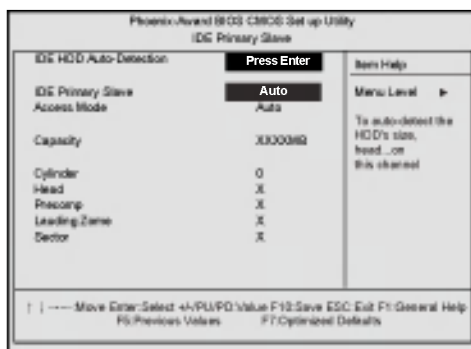 Phoenix-Award BIOS CMOS Set up Utility
IDE Primary Slave
IDE HDD Auto-Detection Press Enter
IDE Primary Slave Auto
Access Mode Auto
Capacity XXXXXMB
Cylinder 0
Head X
Precomp X
Leading Zame X
Sector X
Item Help
Menu Level ►
To auto-detect the
HDD's size,
head...on
this channel
↑ ↓ ---Move Enter:Select +/-/PU/PD:Value F10:Save ESC:Exit F1:General Help
F5:Previous Values F7:Optimized Defaults